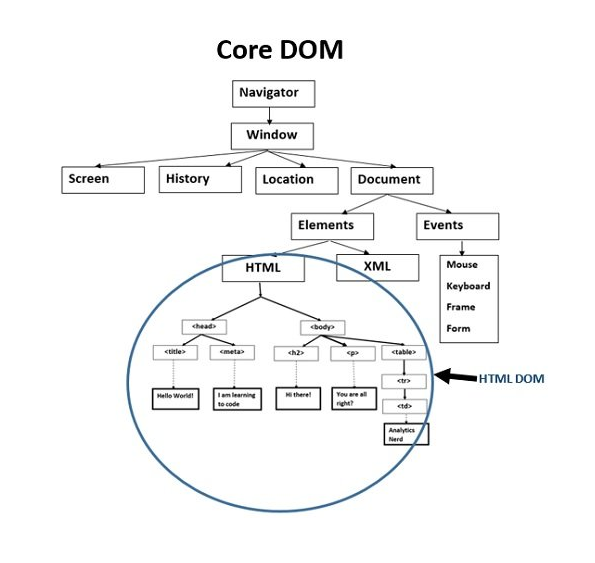 Core DOM
Navigator
Window
Screen
History
Location
Document
Elements
Events
HTML
XML
Mouse
Keyboard
Frame
Form
<head>
<body>
<title>
<meta>
<h2>
<p>
<table>
<tr>
HTML DOM
Hello World!
I am learning
to code
Hi there!
You are all
right?
<td>
Analytics
Nerd